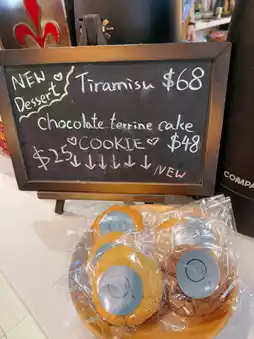 NEW ♡
Dessert
Tiramisu $68
Chocolate terrine cake
$48
♡COOKIE♡
$25 ↓↓↓↓↓
NEW
COMPA